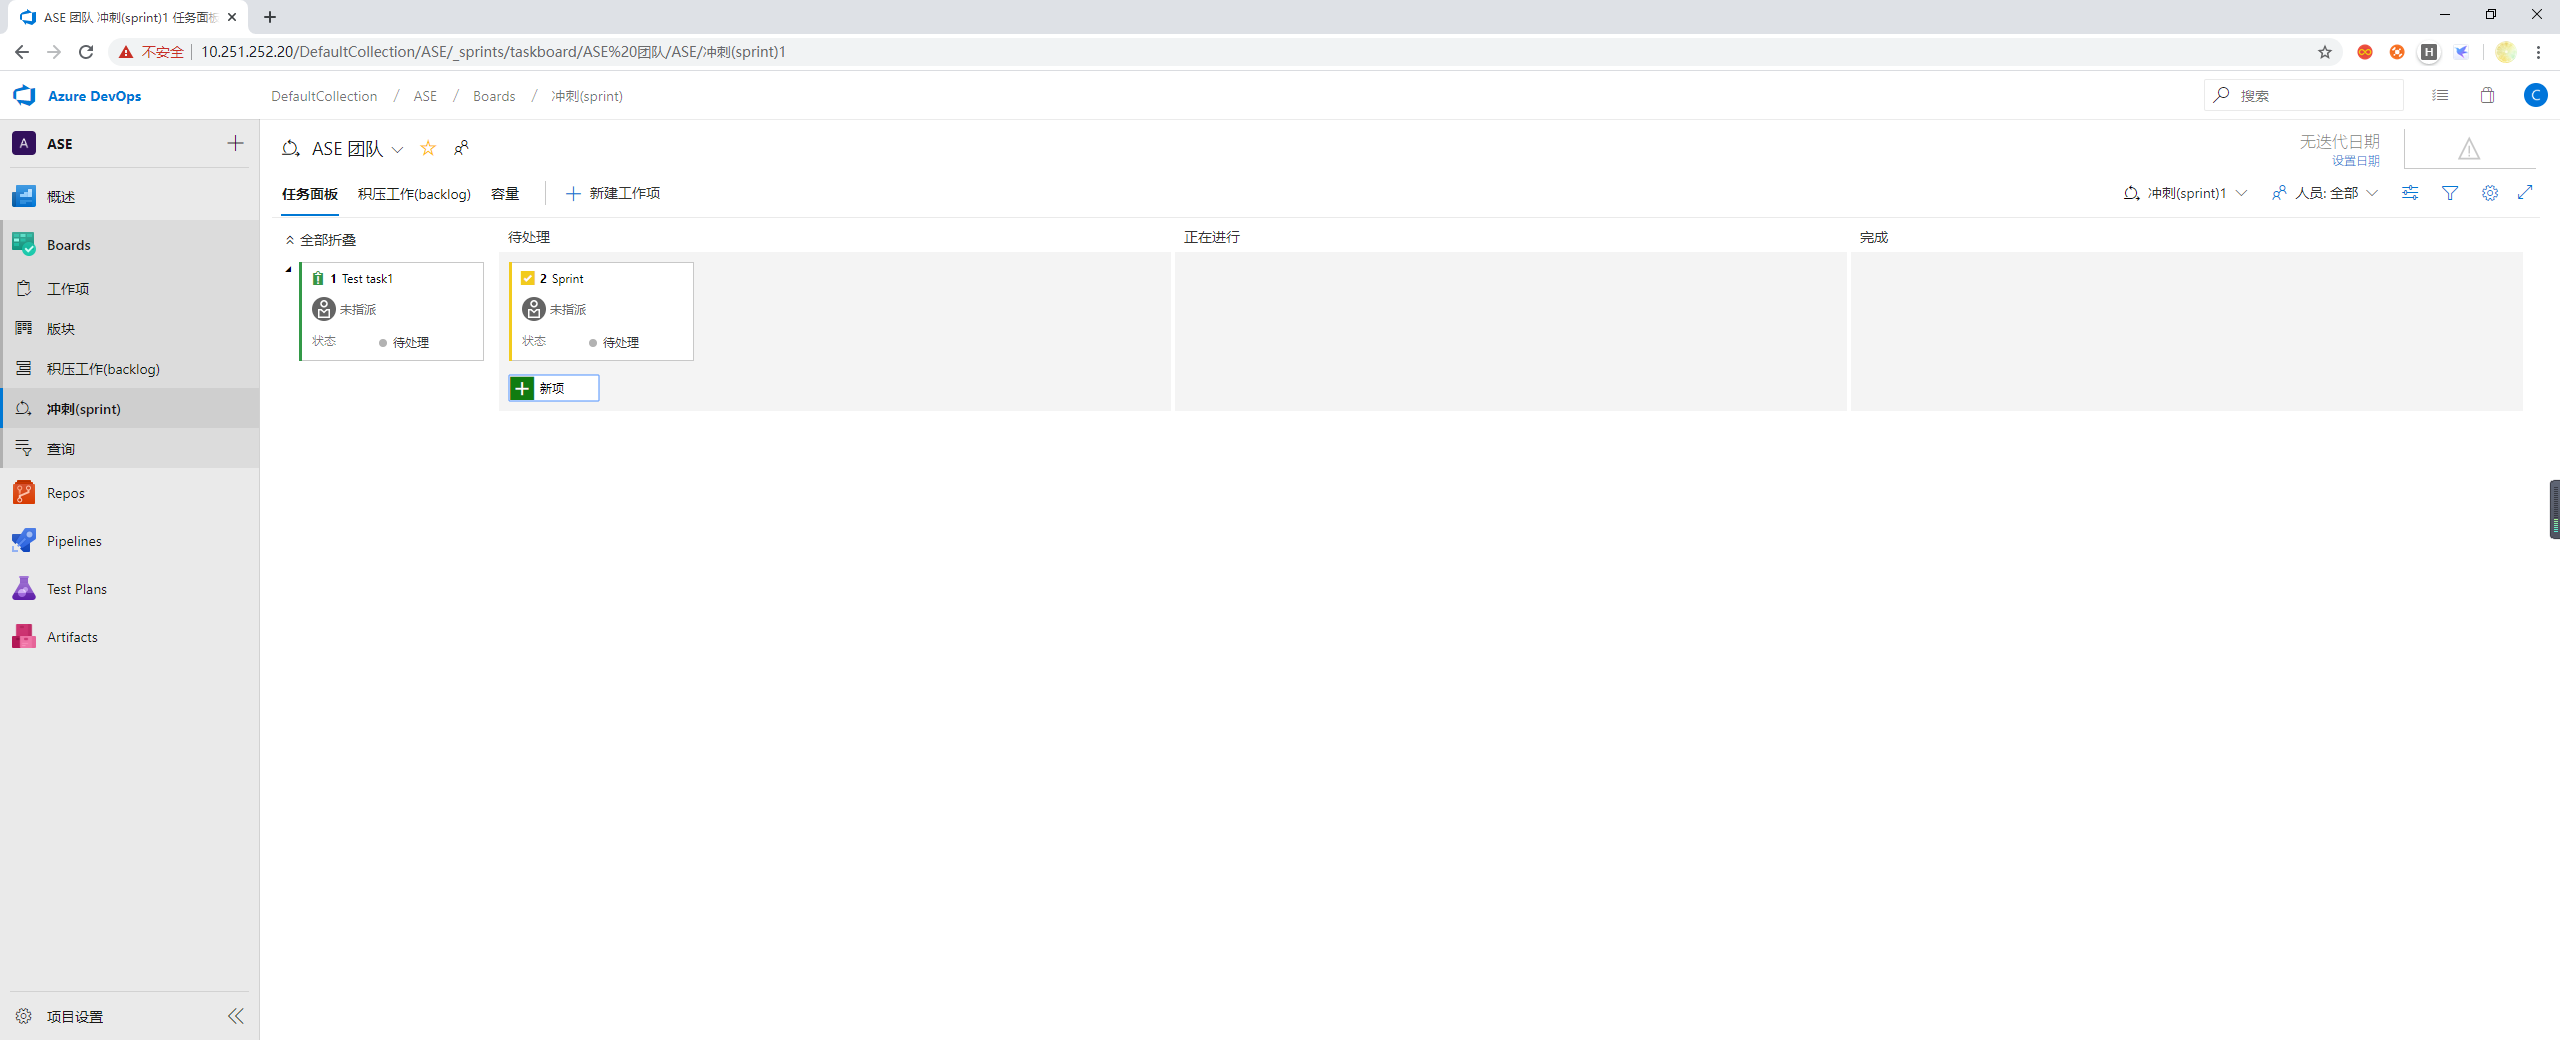 ASE 团队 冲刺(sprint)1 任务面板
不安全
10.251.252.20/DefaultCollection/ASE/_sprints/taskboard/ASE%20团队/ASE/冲刺(sprint)1
H
Azure DevOps
DefaultCollection / ASE / Boards / 冲刺(sprint)
搜索
C
A ASE
概述
Boards
工作项
版块
积压工作(backlog)
冲刺(sprint)
查询
Repos
Pipelines
Test Plans
Artifacts
项目设置
ASE 团队
无迭代日期
设置日期
任务面板 积压工作(backlog) 容量 新建工作项
冲刺(sprint)1 人员: 全部
全部折叠 待处理 正在进行 完成
1 Test task1
未指派
状态 待处理
2 Sprint
未指派
状态 待处理
新项